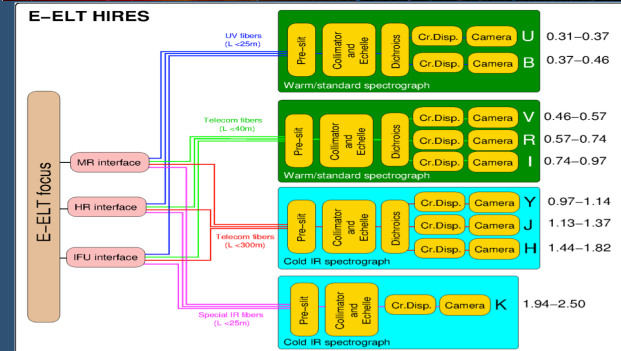 E-ELT HIRES
E-ELT focus
MR interface
HR interface
IFU interface
UV fibers
(L <25m)
Telecom fibers
(L <40m)
Telecom fibers
(L <300m)
Special IR fibers
(L <25m)
Pre-slit
Collimator
and
Echelle
Dichroics
Cr.Disp. Camera U 0.31-0.37
Cr.Disp. Camera B 0.37-0.46
Warm/standard spectrograph
Pre-slit
Collimator
and
Echelle
Dichroics
Cr.Disp. Camera V 0.46-0.57
Cr.Disp. Camera R 0.57-0.74
Cr.Disp. Camera I 0.74-0.97
Warm/standard spectrograph
Pre-slit
Collimator
and
Echelle
Dichroics
Cr.Disp. Camera Y 0.97-1.14
Cr.Disp. Camera J 1.13-1.37
Cr.Disp. Camera H 1.44-1.82
Cold IR spectrograph
Pre-slit
Collimator
and
Echelle
Cr.Disp. Camera K 1.94-2.50
Cold IR spectrograph